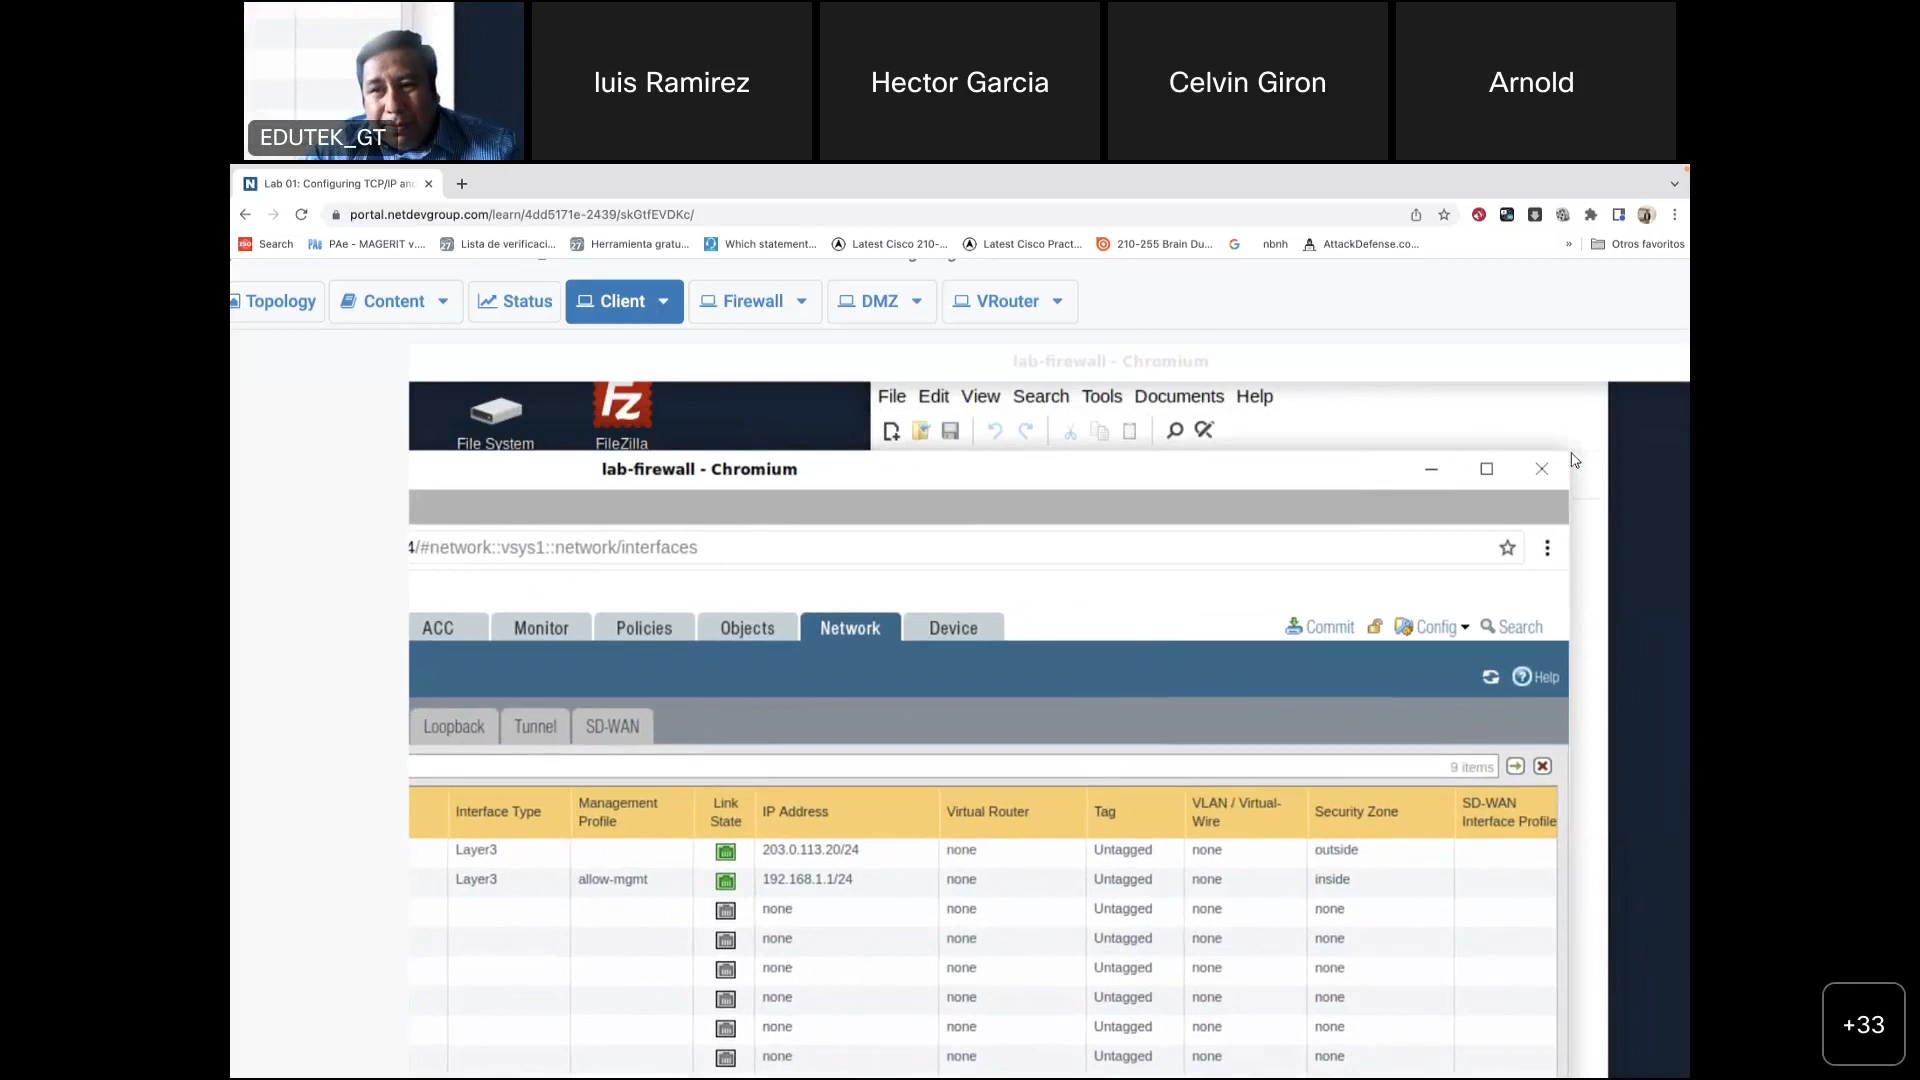 EDUTEK_GT
luis Ramirez
Hector Garcia
Celvin Giron
Arnold
Lab 01: Configuring TCP/IP an
portal.netdevgroup.com/learn/4dd5171e-2439/skGtfEVDKc/
Search
PAe - MAGERIT v....
Lista de verificaci...
Herramienta gratu...
Which statement...
Latest Cisco 210-...
Latest Cisco Pract...
210-255 Brain Du...
nbnh
AttackDefense.co...
»
Otros favoritos
Topology
Content
Status
Client
Firewall
DMZ
VRouter
lab-firewall - Chromium
File System
FileZilla
File Edit View Search Tools Documents Help
lab-firewall - Chromium
4/#network::vsys1::network/interfaces
ACC
Monitor
Policies
Objects
Network
Device
Commit
Config
Search
Help
Loopback
Tunnel
SD-WAN
9 items
Interface Type
Management Profile
Link State
IP Address
Virtual Router
Tag
VLAN / Virtual-Wire
Security Zone
SD-WAN Interface Profile
Layer3 203.0.113.20/24 none Untagged none outside
Layer3 allow-mgmt 192.168.1.1/24 none Untagged none inside
none none Untagged none none
none none Untagged none none
none none Untagged none none
none none Untagged none none
none none Untagged none none
none none Untagged none none
+33